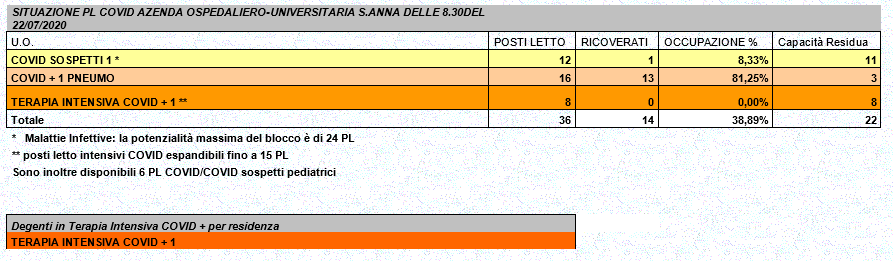 SITUAZIONE PL COVID AZENDA OSPEDALIERO-UNIVERSITARIA S.ANNA DELLE 8.30DEL
22/07/2020
U.O. POSTI LETTO RICOVERATI OCCUPAZIONE % Capacità Residua
COVID SOSPETTI 1 * 12 1 8,33% 11
COVID + 1 PNEUMO 16 13 81,25% 3
TERAPIA INTENSIVA COVID + 1 ** 8 0 0,00% 8
Totale 36 14 38,89% 22
* Malattie Infettive: la potenzialità massima del blocco è di 24 PL
** posti letto intensivi COVID espandibili fino a 15 PL
Sono inoltre disponibili 6 PL COVID/COVID sospetti pediatrici
Degenti in Terapia Intensiva COVID + per residenza
TERAPIA INTENSIVA COVID + 1